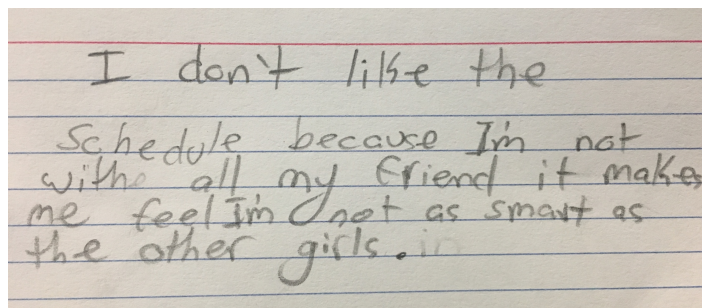 I don't like the
Schedule because I'm not
with all my friend it makes
me feel I'm not as smart as
the other girls. in